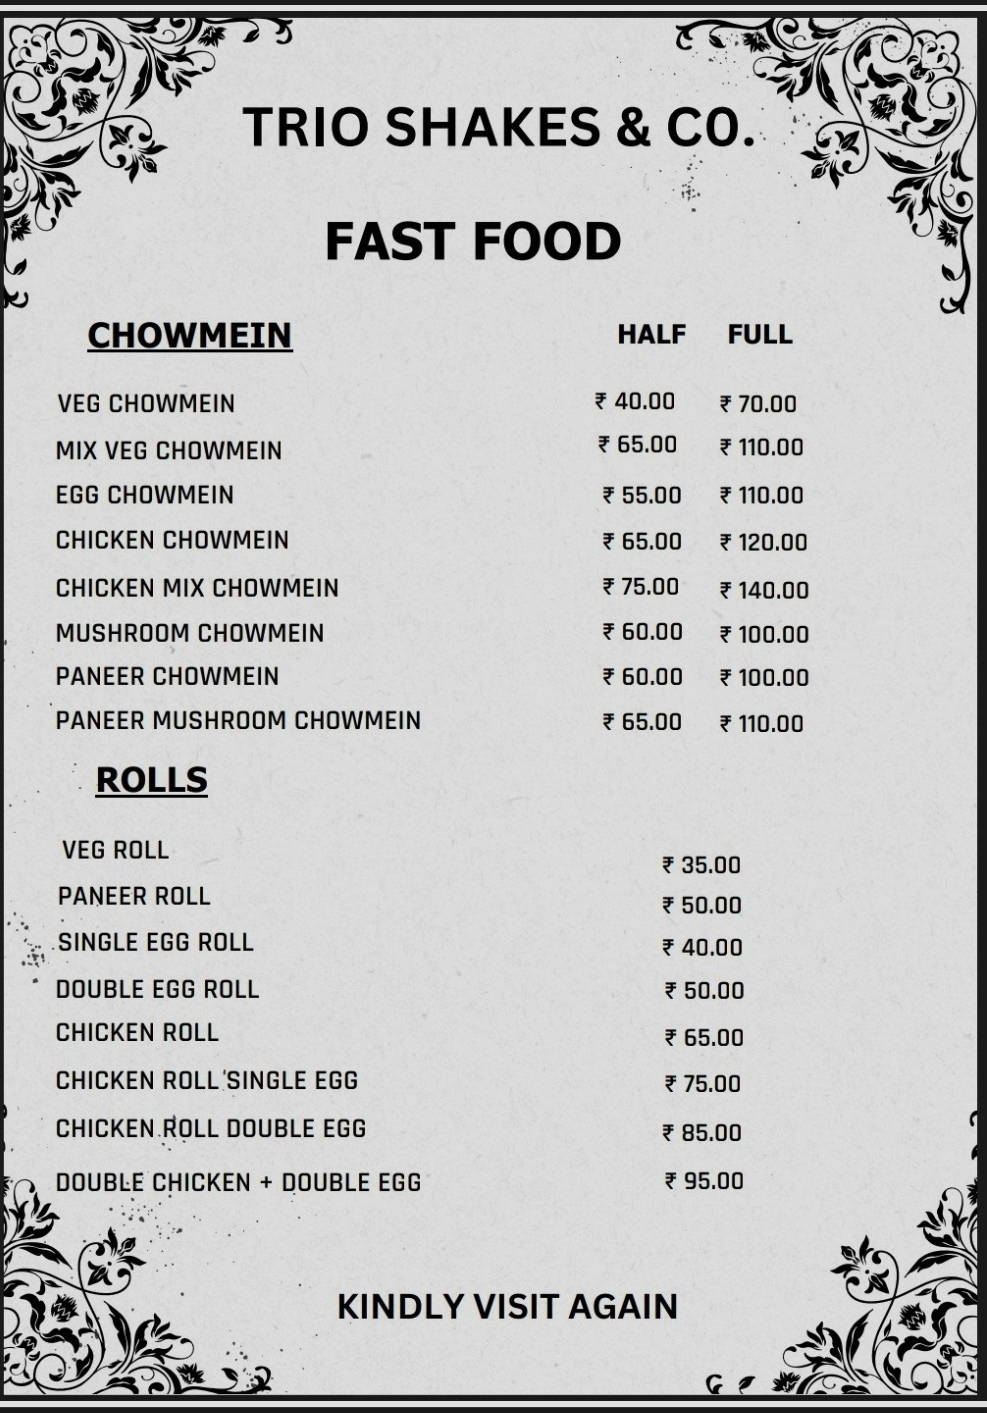 TRIO SHAKES & CO.
FAST FOOD
CHOWMEIN HALF FULL
VEG CHOWMEIN ₹ 40.00 ₹ 70.00
MIX VEG CHOWMEIN ₹ 65.00 ₹ 110.00
EGG CHOWMEIN ₹ 55.00 ₹ 110.00
CHICKEN CHOWMEIN ₹ 65.00 ₹ 120.00
CHICKEN MIX CHOWMEIN ₹ 75.00 ₹ 140.00
MUSHROOM CHOWMEIN ₹ 60.00 ₹ 100.00
PANEER CHOWMEIN ₹ 60.00 ₹ 100.00
PANEER MUSHROOM CHOWMEIN ₹ 65.00 ₹ 110.00
ROLLS
VEG ROLL ₹ 35.00
PANEER ROLL ₹ 50.00
SINGLE EGG ROLL ₹ 40.00
DOUBLE EGG ROLL ₹ 50.00
CHICKEN ROLL ₹ 65.00
CHICKEN ROLL SINGLE EGG ₹ 75.00
CHICKEN ROLL DOUBLE EGG ₹ 85.00
DOUBLE CHICKEN + DOUBLE EGG ₹ 95.00
KINDLY VISIT AGAIN